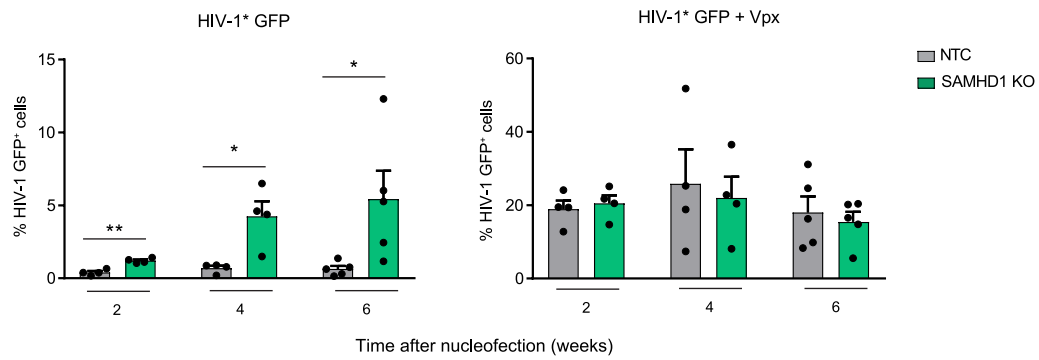 HIV-1* GFP
HIV-1* GFP + Vpx
% HIV-1 GFP+ cells
15
10
5
0
**
*
*
2
4
6
% HIV-1 GFP+ cells
60
40
20
0
2
4
6
NTC
SAMHD1 KO
Time after nucleofection (weeks)